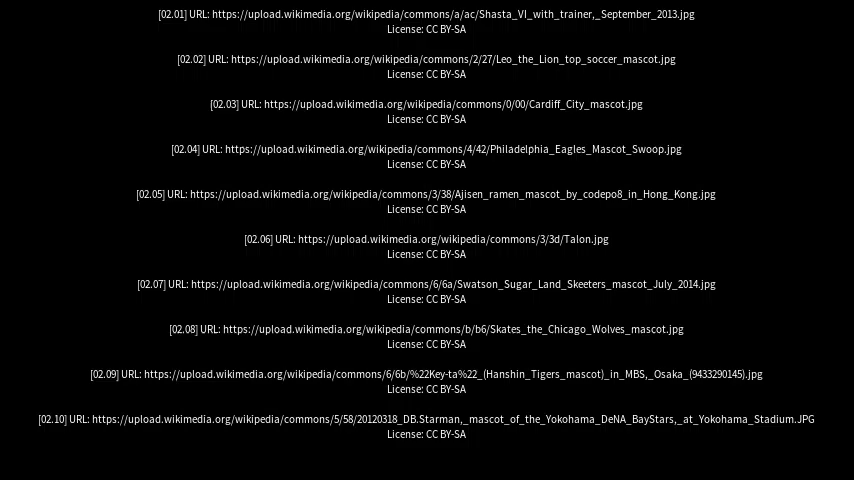 [02.01] URL: https://upload.wikimedia.org/wikipedia/commons/a/ac/Shasta_VI_with_trainer,_September_2013.jpg
License: CC BY-SA
[02.02] URL: https://upload.wikimedia.org/wikipedia/commons/2/27/Leo_the_Lion_top_soccer_mascot.jpg
License: CC BY-SA
[02.03] URL: https://upload.wikimedia.org/wikipedia/commons/0/00/Cardiff_City_mascot.jpg
License: CC BY-SA
[02.04] URL: https://upload.wikimedia.org/wikipedia/commons/4/42/Philadelphia_Eagles_Mascot_Swoop.jpg
License: CC BY-SA
[02.05] URL: https://upload.wikimedia.org/wikipedia/commons/3/38/Ajisen_ramen_mascot_by_codepo8_in_Hong_Kong.jpg
License: CC BY-SA
[02.06] URL: https://upload.wikimedia.org/wikipedia/commons/3/3d/Talon.jpg
License: CC BY-SA
[02.07] URL: https://upload.wikimedia.org/wikipedia/commons/6/6a/Swatson_Sugar_Land_Skeeters_mascot_July_2014.jpg
License: CC BY-SA
[02.08] URL: https://upload.wikimedia.org/wikipedia/commons/b/b6/Skates_the_Chicago_Wolves_mascot.jpg
License: CC BY-SA
[02.09] URL: https://upload.wikimedia.org/wikipedia/commons/6/6b/%22Key-ta%22_(Hanshin_Tigers_mascot)_in_MBS,_Osaka_(9433290145).jpg
License: CC BY-SA
[02.10] URL: https://upload.wikimedia.org/wikipedia/commons/5/58/20120318_DB.Starman,_mascot_of_the_Yokohama_DeNA_BayStars,_at_Yokohama_Stadium.JPG
License: CC BY-SA